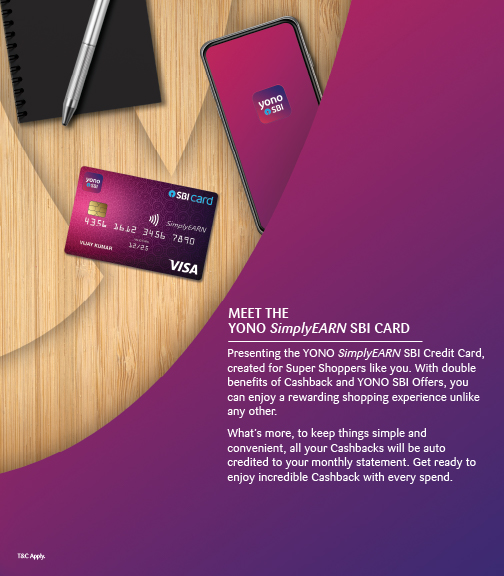 yono
SBI
yono
SBI
SBI card
SimplyEARN
4356 1612 3456 7890
12/25
VIJAY KUMAR
VISA
MEET THE
YONO SimplyEARN SBI CARD
Presenting the YONO SimplyEARN SBI Credit Card,
created for Super Shoppers like you. With double
benefits of Cashback and YONO SBI Offers, you
can enjoy a rewarding shopping experience unlike
any other.
What's more, to keep things simple and
convenient, all your Cashbacks will be auto
credited to your monthly statement. Get ready to
enjoy incredible Cashback with every spend.
T&C Apply.